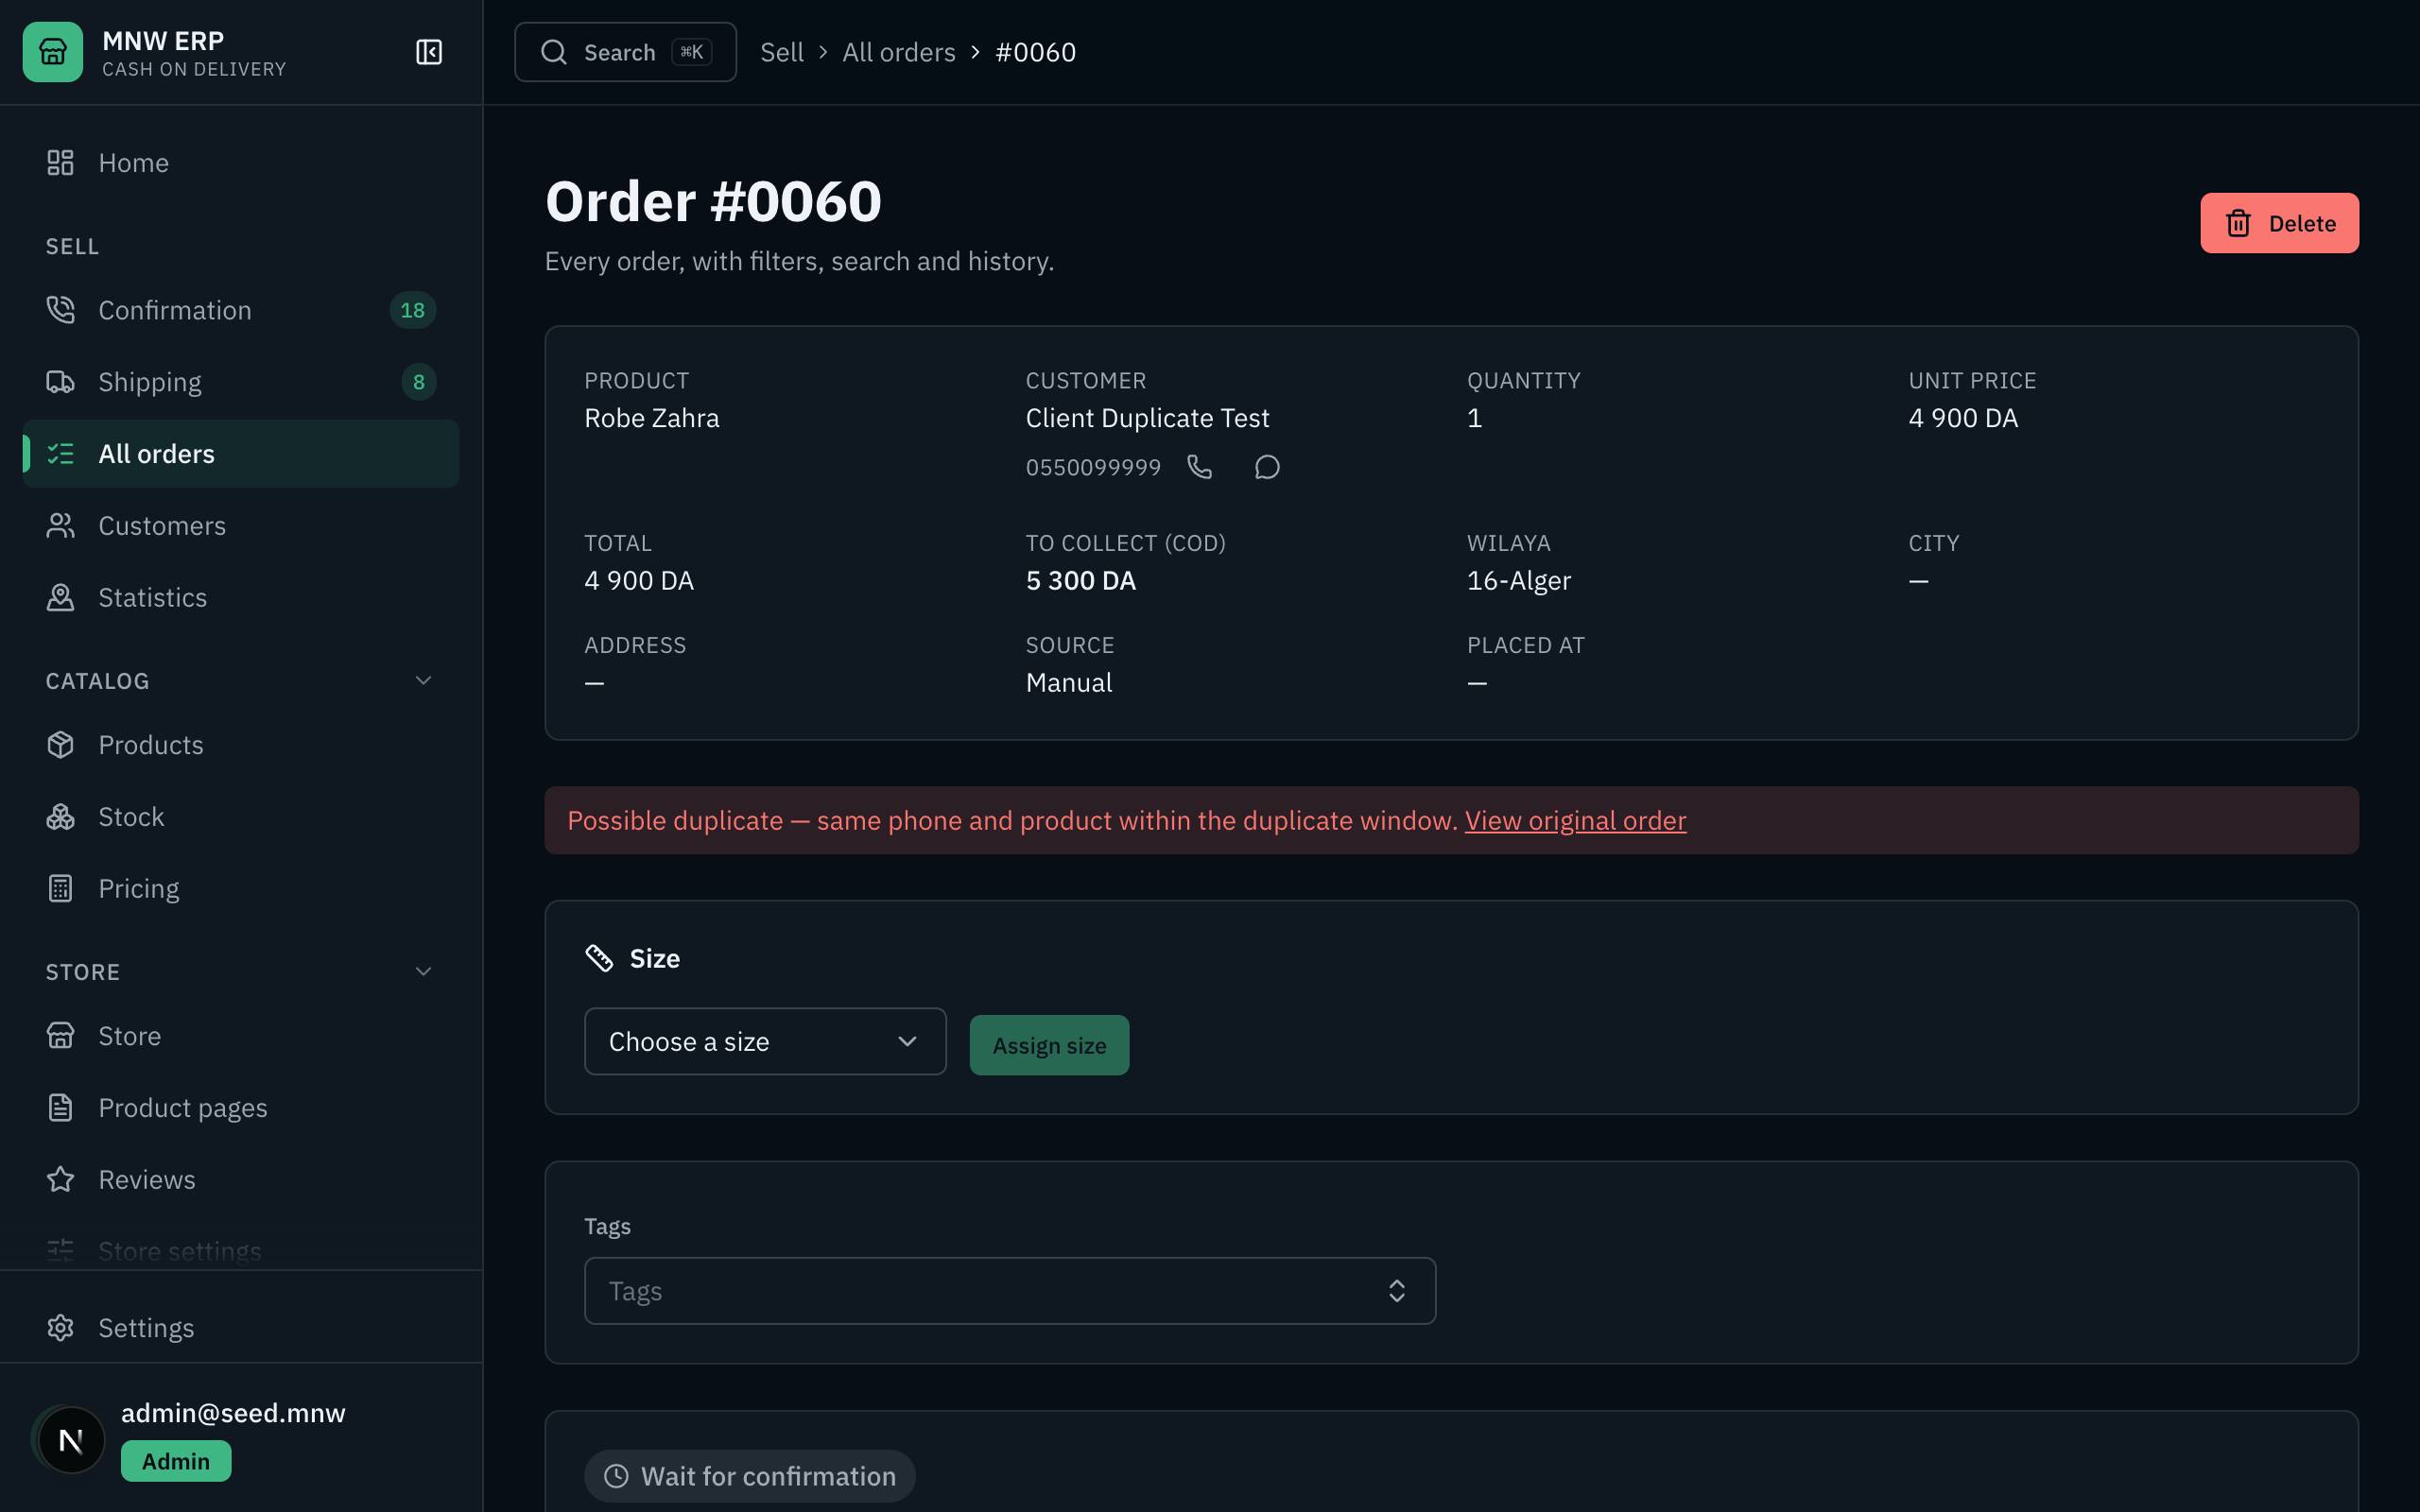 MNW ERP
CASH ON DELIVERY
Search ⌘K
Sell > All orders > #0060
Home
SELL
Confirmation 18
Shipping 8
All orders
Customers
Statistics
CATALOG
Products
Stock
Pricing
STORE
Store
Product pages
Reviews
Store settings
Settings
N
admin@seed.mnw
Admin
Order #0060
Every order, with filters, search and history.
Delete
PRODUCT
Robe Zahra
CUSTOMER
Client Duplicate Test
0550099999
QUANTITY
1
UNIT PRICE
4 900 DA
TOTAL
4 900 DA
TO COLLECT (COD)
5 300 DA
WILAYA
16-Alger
CITY
—
ADDRESS
—
SOURCE
Manual
PLACED AT
—
Possible duplicate — same phone and product within the duplicate window. View original order
Size
Choose a size
Assign size
Tags
Tags
Wait for confirmation